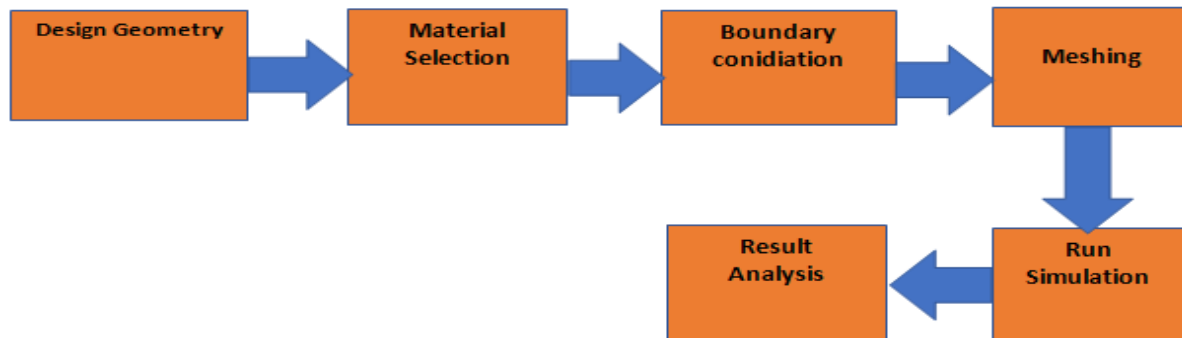 Design Geometry
Material
Selection
Boundary
conidiation
Meshing
Run
Simulation
Result
Analysis